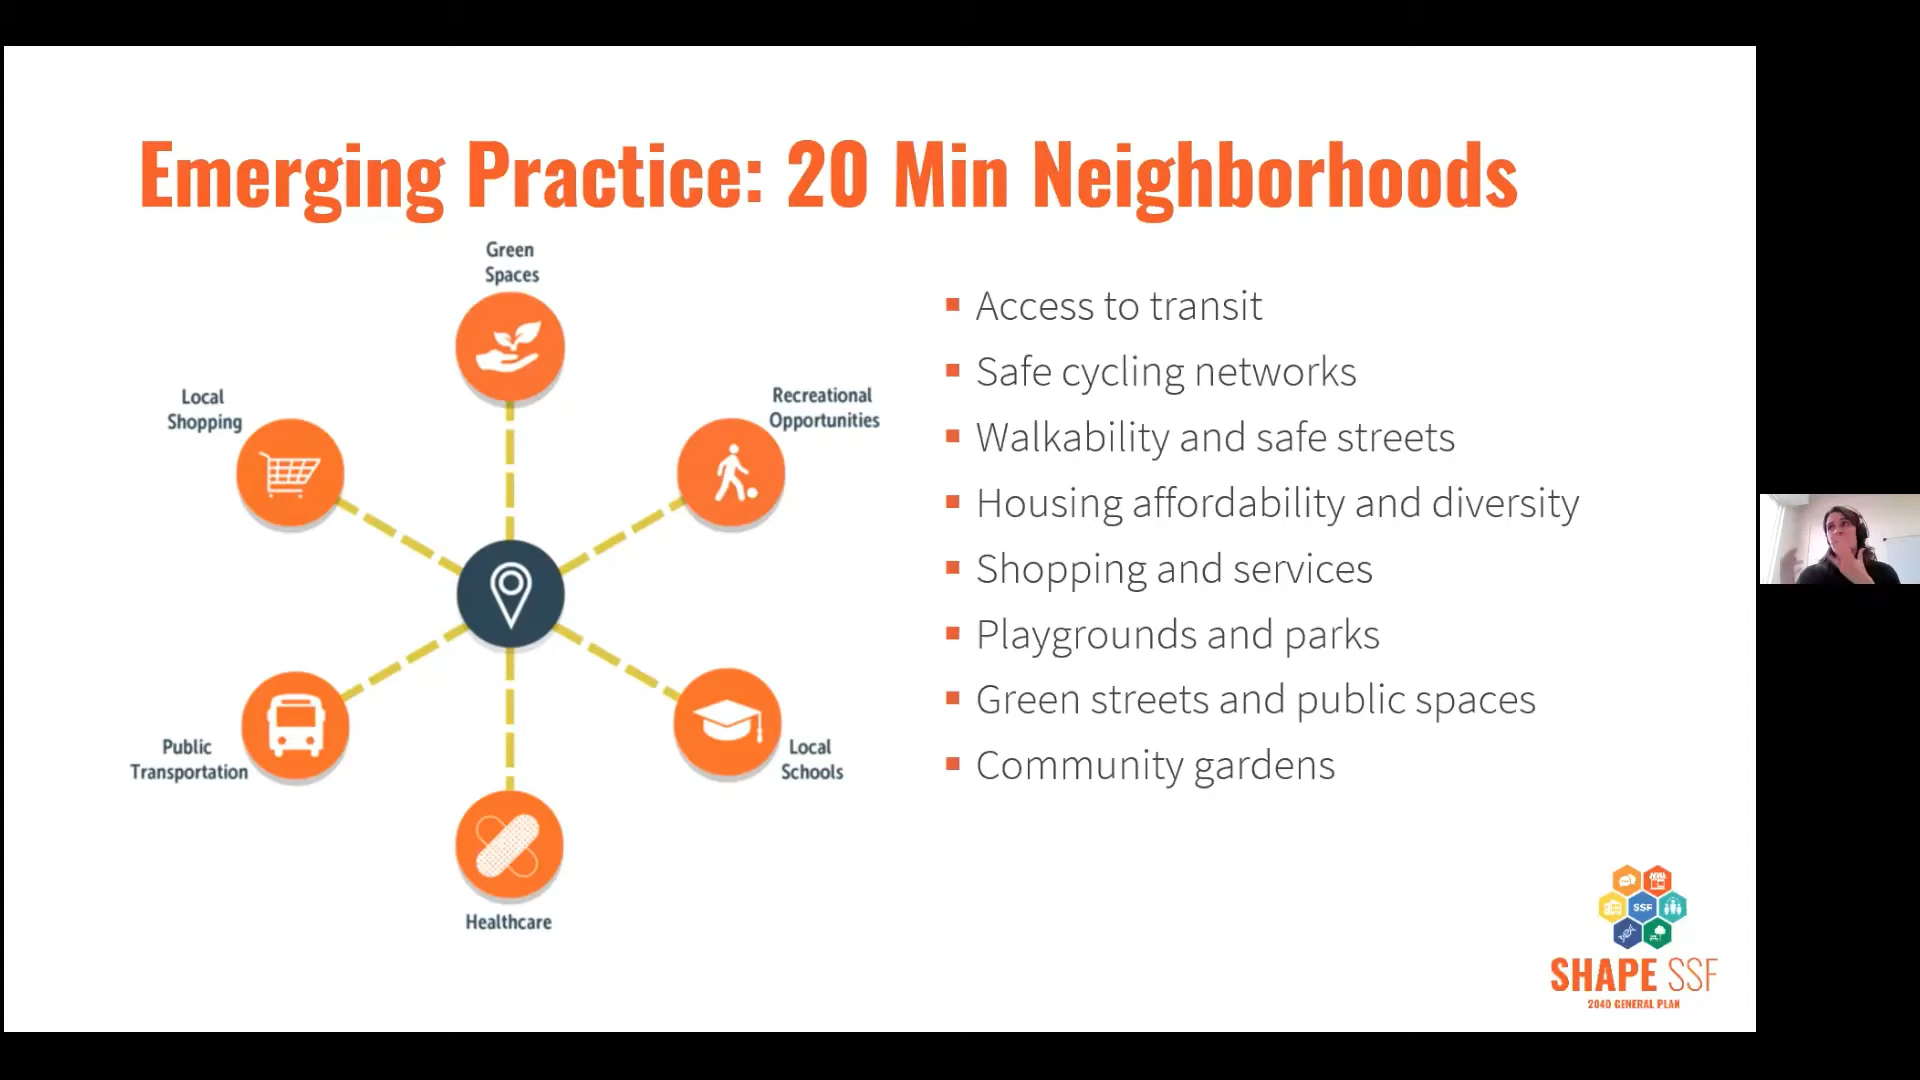 Emerging Practice: 20 Min Neighborhoods
Green
Spaces
Local
Shopping
Recreational
Opportunities
Public
Transportation
Local
Schools
Healthcare
Access to transit
Safe cycling networks
Walkability and safe streets
Housing affordability and diversity
Shopping and services
Playgrounds and parks
Green streets and public spaces
Community gardens
SSF
SHAPE SSF
2040 GENERAL PLAN